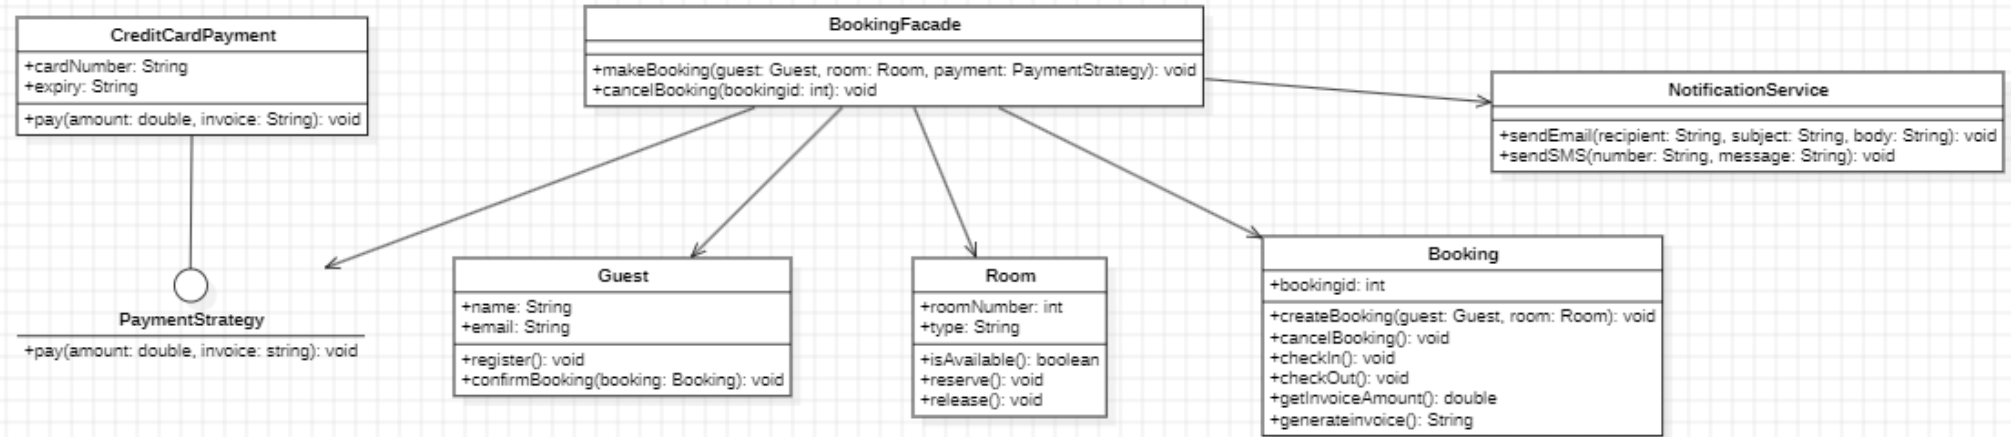 CreditCardPayment
+cardNumber: String
+expiry: String
+pay(amount: double, invoice: String): void
BookingFacade
+makeBooking(guest: Guest, room: Room, payment: PaymentStrategy): void
+cancelBooking(bookingid: int): void
NotificationService
+sendEmail(recipient: String, subject: String, body: String): void
+sendSMS(number: String, message: String): void
PaymentStrategy
+pay(amount: double, invoice: string): void
Guest
+name: String
+email: String
+register(): void
+confirmBooking(booking: Booking): void
Room
+roomNumber: int
+type: String
+isAvailable(): boolean
+reserve(): void
+release(): void
Booking
+bookingid: int
+createBooking(guest: Guest, room: Room): void
+cancelBooking(): void
+checkIn(): void
+checkOut(): void
+getInvoiceAmount(): double
+generateinvoice(): String